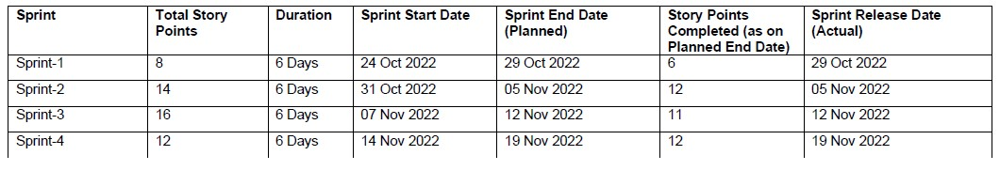 Sprint Total Story Points Duration Sprint Start Date Sprint End Date (Planned) Story Points Completed (as on Planned End Date) Sprint Release Date (Actual)
Sprint-1 8 6 Days 24 Oct 2022 29 Oct 2022 6 29 Oct 2022
Sprint-2 14 6 Days 31 Oct 2022 05 Nov 2022 12 05 Nov 2022
Sprint-3 16 6 Days 07 Nov 2022 12 Nov 2022 11 12 Nov 2022
Sprint-4 12 6 Days 14 Nov 2022 19 Nov 2022 12 19 Nov 2022